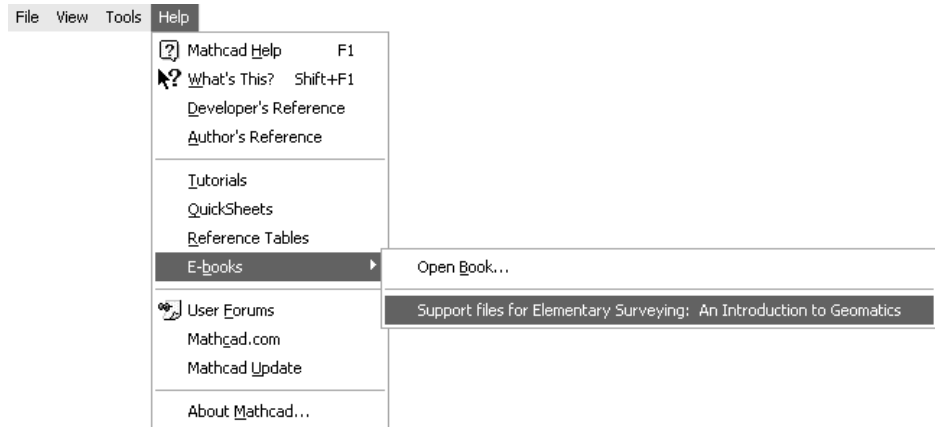 File View Tools Help
Mathcad Help F1
What's This? Shift+F1
Developer's Reference
Author's Reference
Tutorials
QuickSheets
Reference Tables
E-books
Open Book...
Support files for Elementary Surveying: An Introduction to Geomatics
User Forums
Mathcad.com
Mathcad Update
About Mathcad...